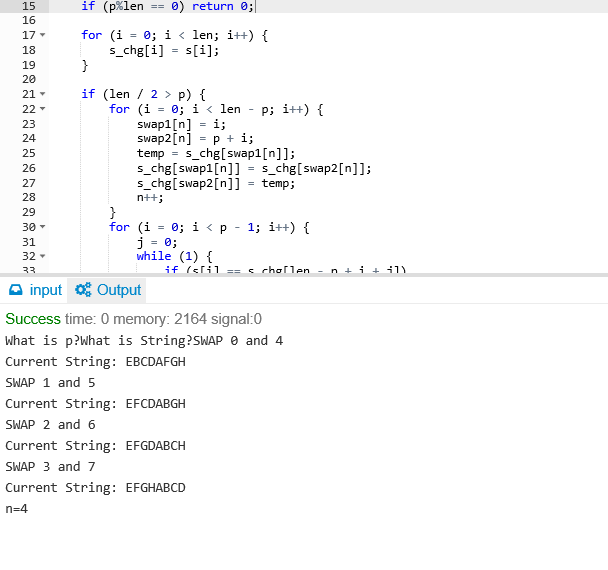 15 if (p%len == 0) return 0;
16
17 for (i = 0; i < len; i++) {
18 s_chg[i] = s[i];
19 }
20
21 if (len / 2 > p) {
22 for (i = 0; i < len - p; i++) {
23 swap1[n] = i;
24 swap2[n] = p + i;
25 temp = s_chg[swap1[n]];
26 s_chg[swap1[n]] = s_chg[swap2[n]];
27 s_chg[swap2[n]] = temp;
28 n++;
29 }
30 for (i = 0; i < p - 1; i++) {
31 j = 0;
32 while (1) {
33 if (s[i] == s_chg[len - p + i + j])
input Output
Success time: 0 memory: 2164 signal:0
What is p?What is String?SWAP 0 and 4
Current String: EBCDAFGH
SWAP 1 and 5
Current String: EFCDABGH
SWAP 2 and 6
Current String: EFGDABCH
SWAP 3 and 7
Current String: EFGHABCD
n=4